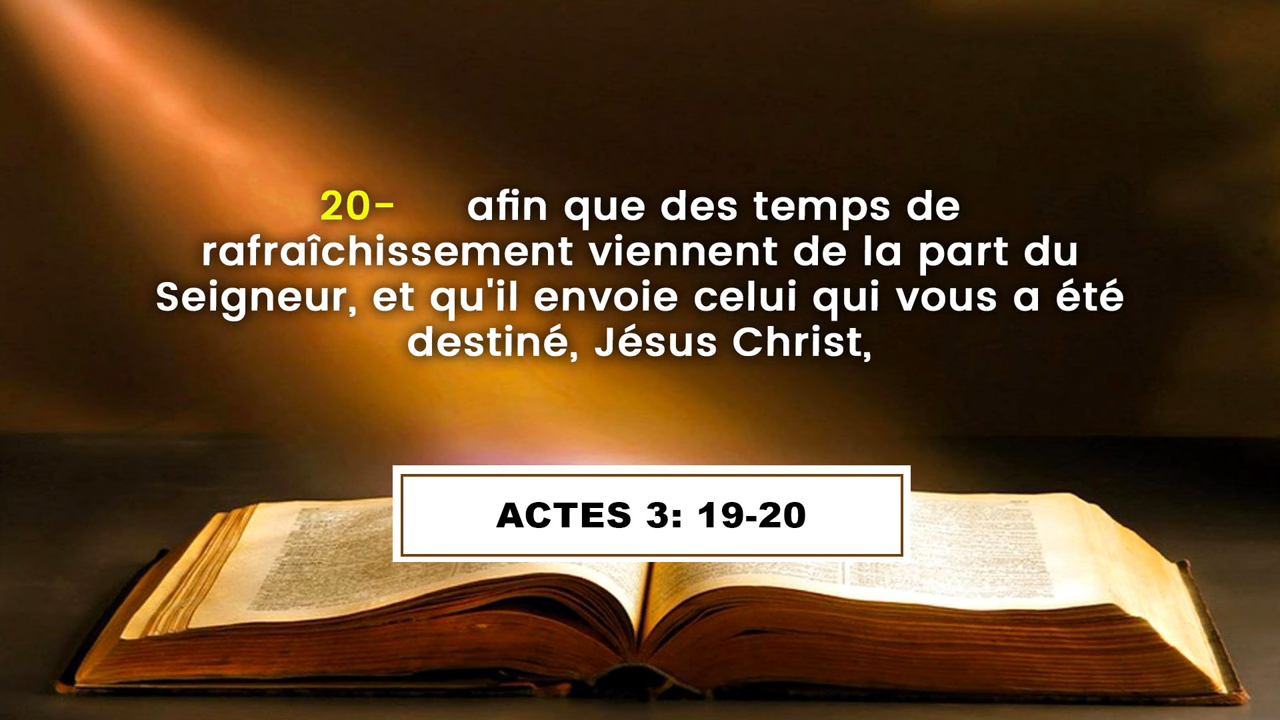 20- afin que des temps de
rafraîchissement viennent de la part du
Seigneur, et qu'il envoie celui qui vous a été
destiné, Jésus Christ,
ACTES 3: 19-20